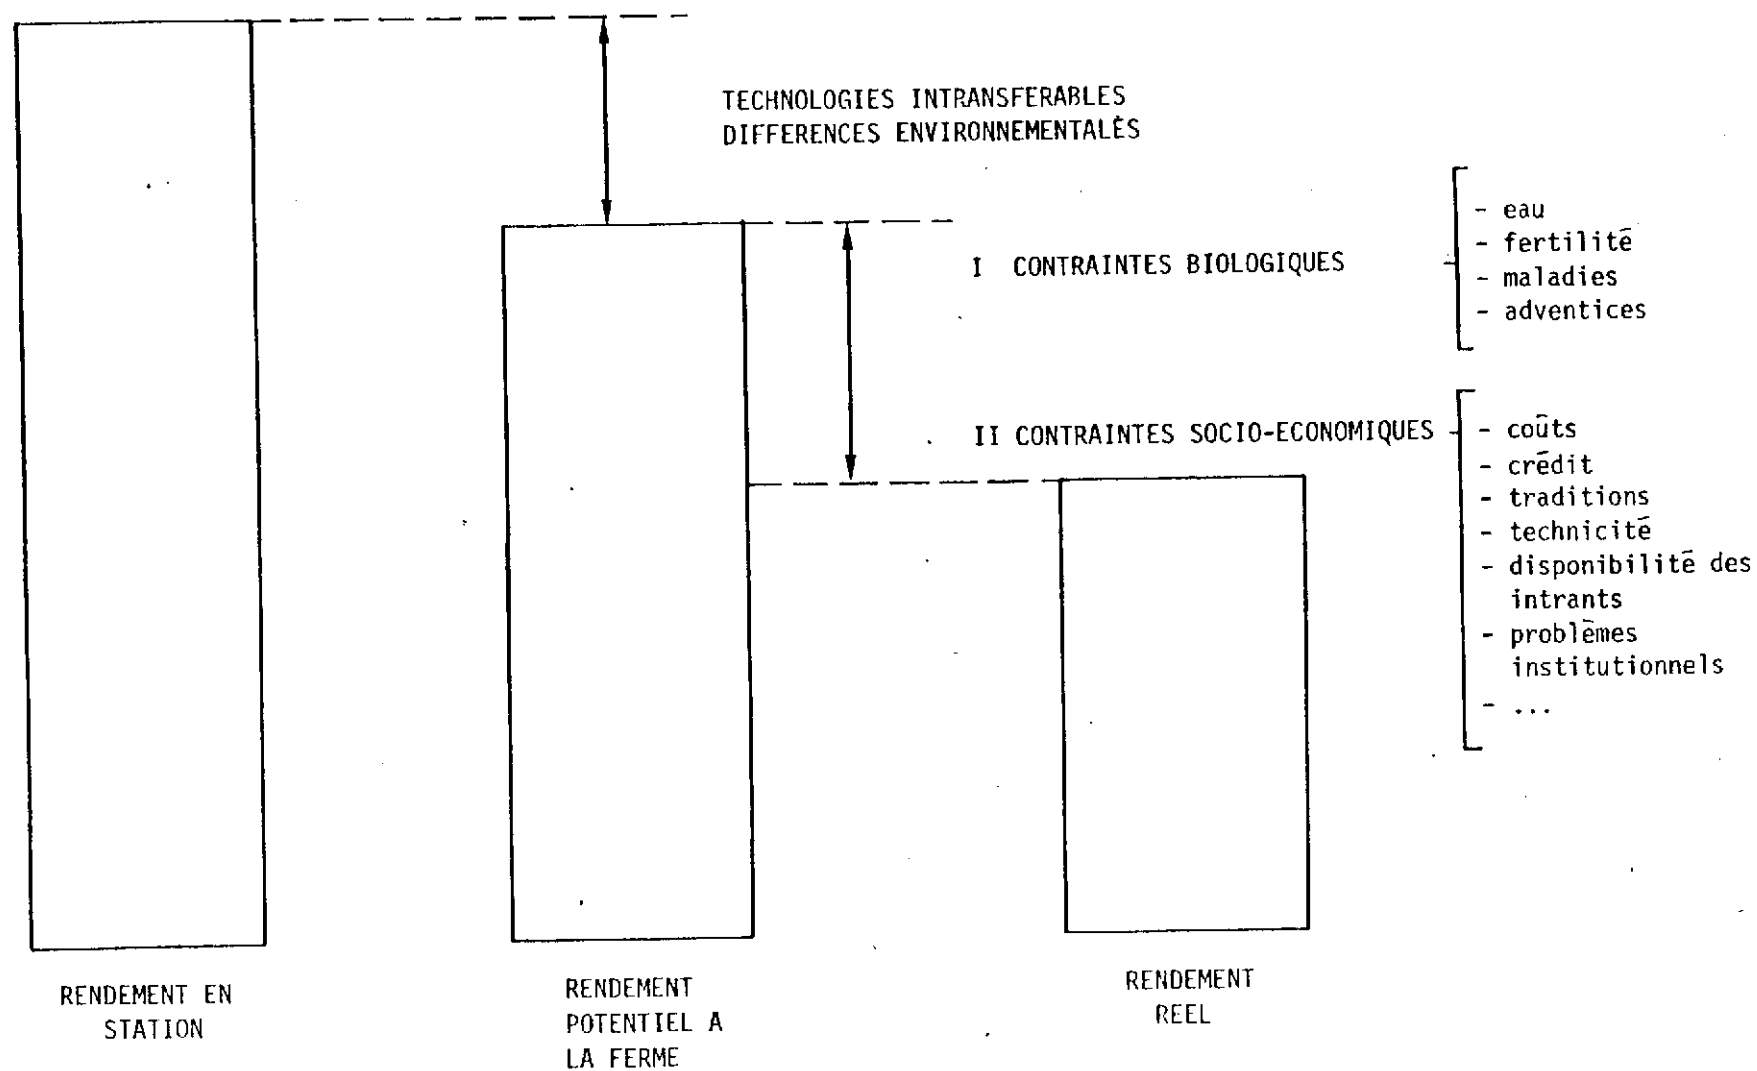 TECHNOLOGIES INTRANSFERABLES
DIFFERENCES ENVIRONNEMENTALÈS
I CONTRAINTES BIOLOGIQUES
- eau
- fertilité
- maladies
- adventices
II CONTRAINTES SOCIO-ECONOMIQUES
- coûts
- crédit
- traditions
- technicité
- disponibilité des
intrants
- problèmes
institutionnels
- ...
RENDEMENT EN
STATION
RENDEMENT
POTENTIEL A
LA FERME
RENDEMENT
REEL